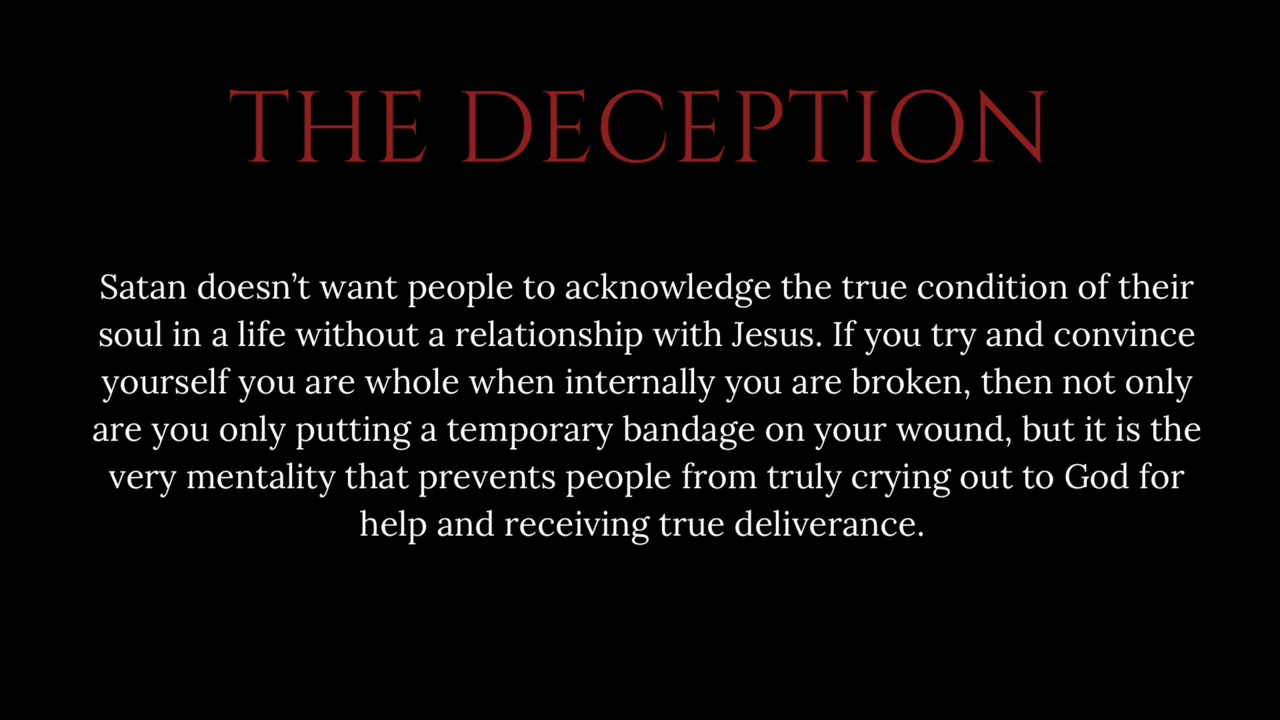 THE DECEPTION
Satan doesn’t want people to acknowledge the true condition of their
soul in a life without a relationship with Jesus. If you try and convince
yourself you are whole when internally you are broken, then not only
are you only putting a temporary bandage on your wound, but it is the
very mentality that prevents people from truly crying out to God for
help and receiving true deliverance.